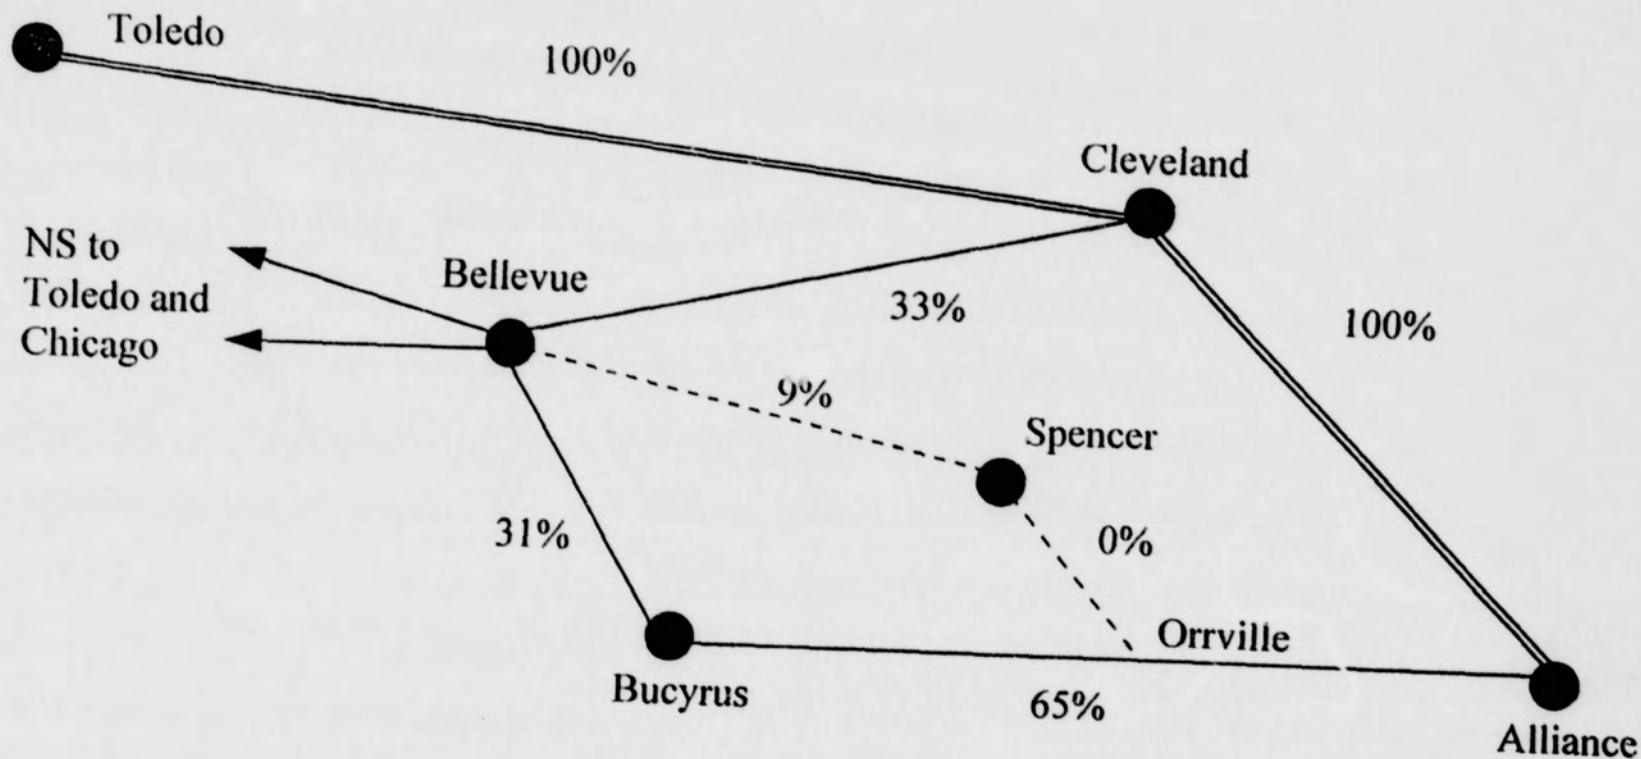 Toledo
100%
Cleveland
NS to
Toledo and
Chicago
Bellevue
33%
100%
9%
Spencer
31%
0%
Orrville
Bucyrus
65%
Alliance